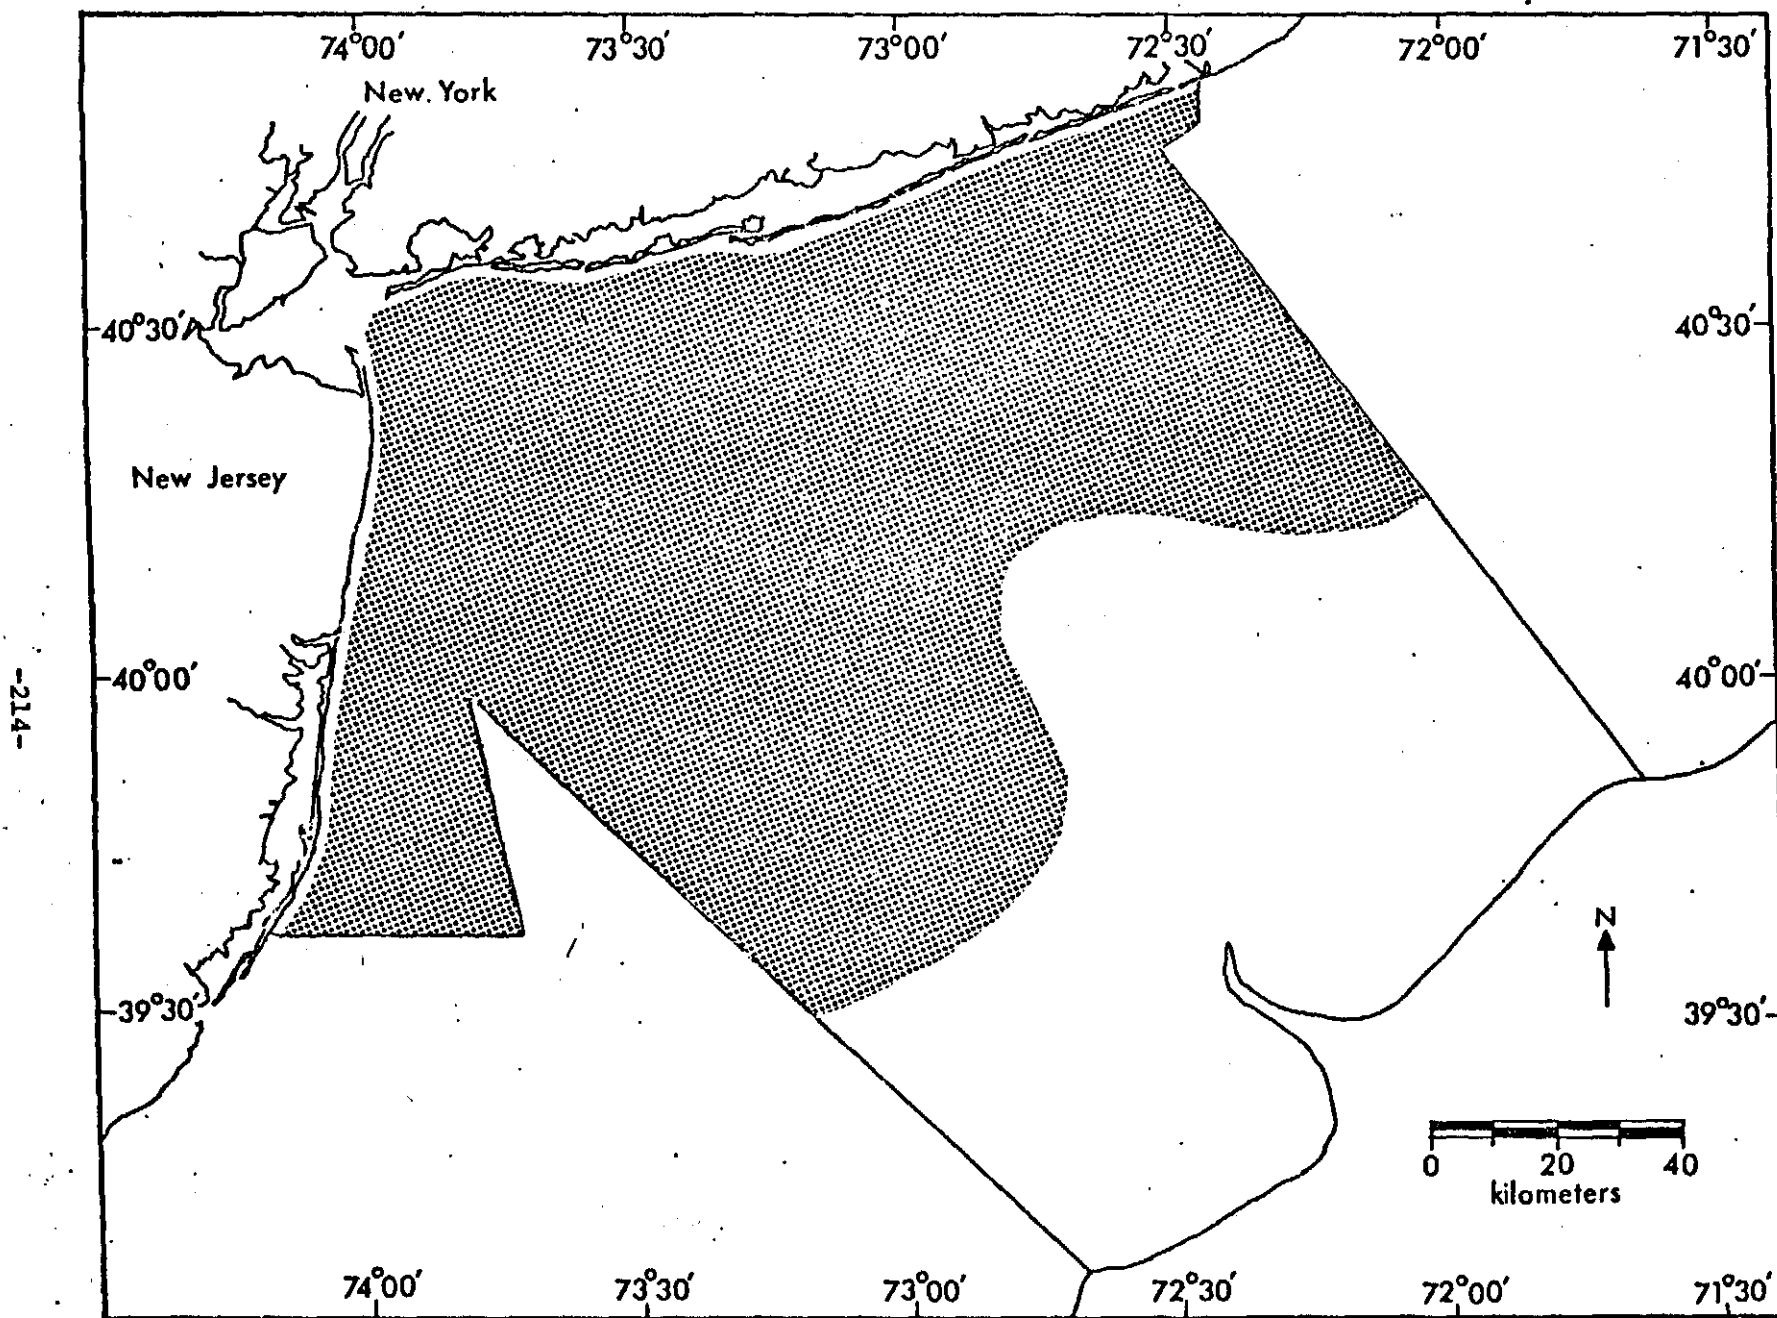 74°00′ 73°30′ 73°00′ 72°30′ 72°00′ 71°30′
New. York
40°30′ 40°30′
New Jersey
40°00′ 40°00′
-214-
N
39°30′ 39°30′
0 20 40
kilometers
74°00′ 73°30′ 73°00′ 72°30′ 72°00′ 71°30′